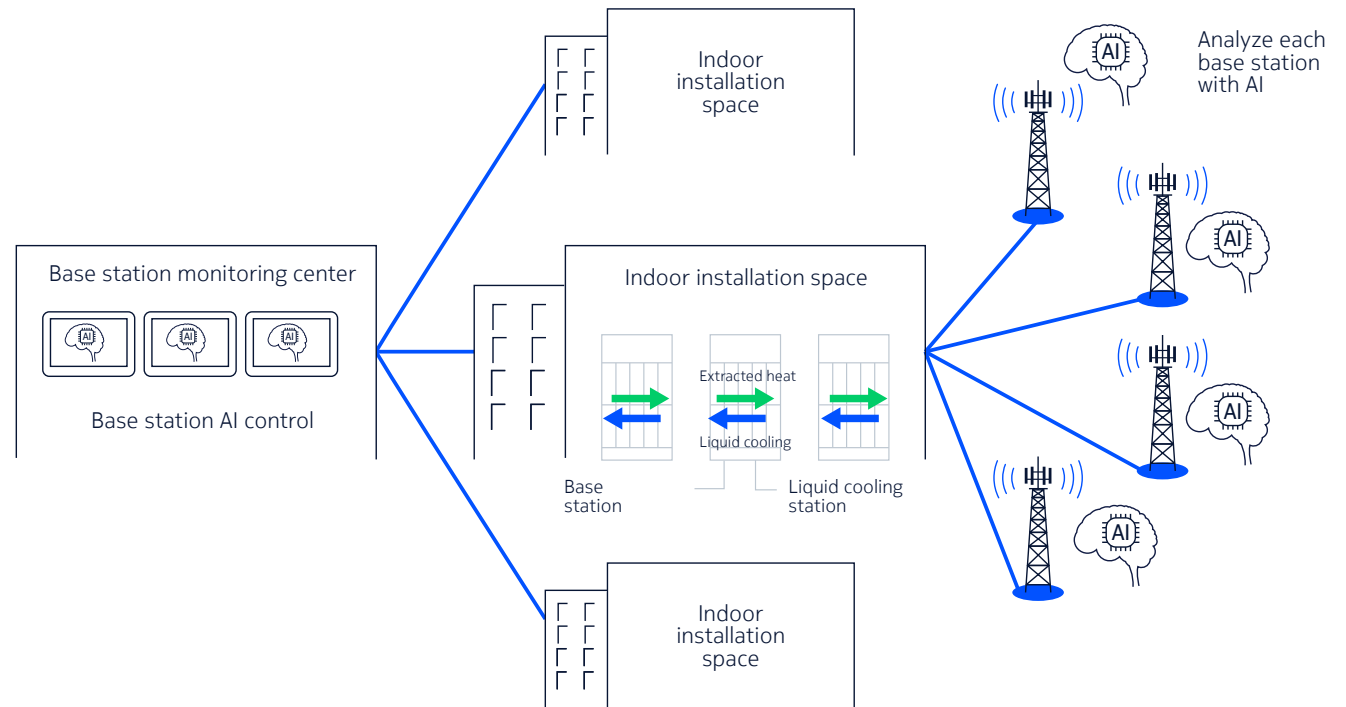 Indoor
installation
space
Analyze each
base station
with AI
AI
AI
AI
AI
Base station monitoring center
AI
AI
AI
Base station AI control
Indoor installation space
Extracted heat
Liquid cooling
Base
station
Liquid cooling
station
Indoor
installation
space